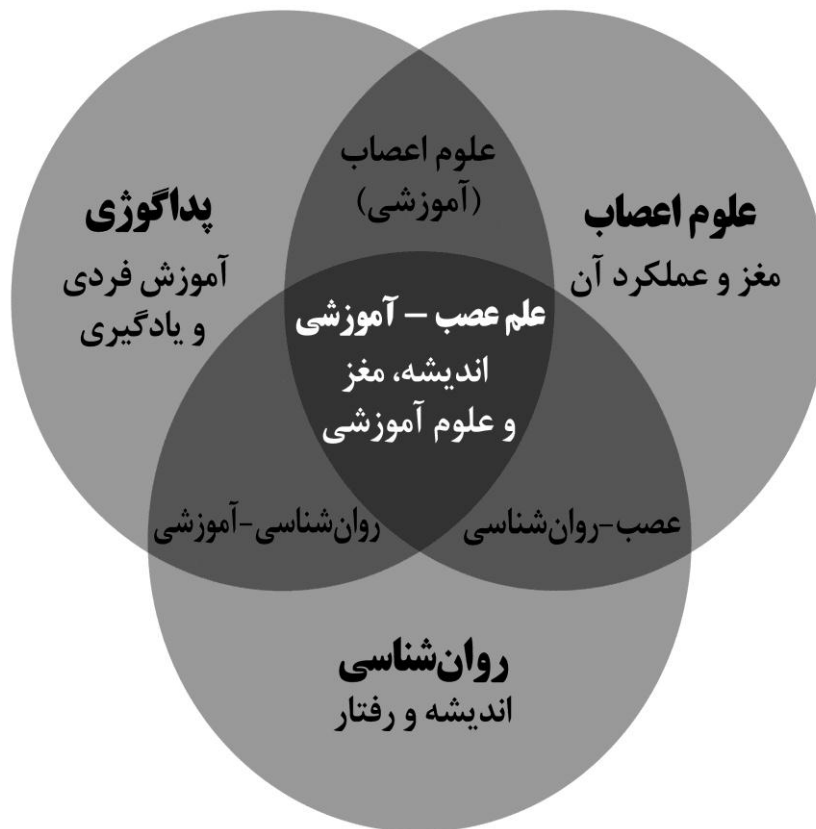 علوم اعصاب
(آموزشی)
علوم اعصاب
مغز و عملکرد آن
پداگوژی
آموزش فردی
و یادگیری
علم عصب – آموزشی
اندیشه، مغز
و علوم آموزشی
عصب-روان‌شناسی
روان‌شناسی-آموزشی
روان‌شناسی
اندیشه و رفتار